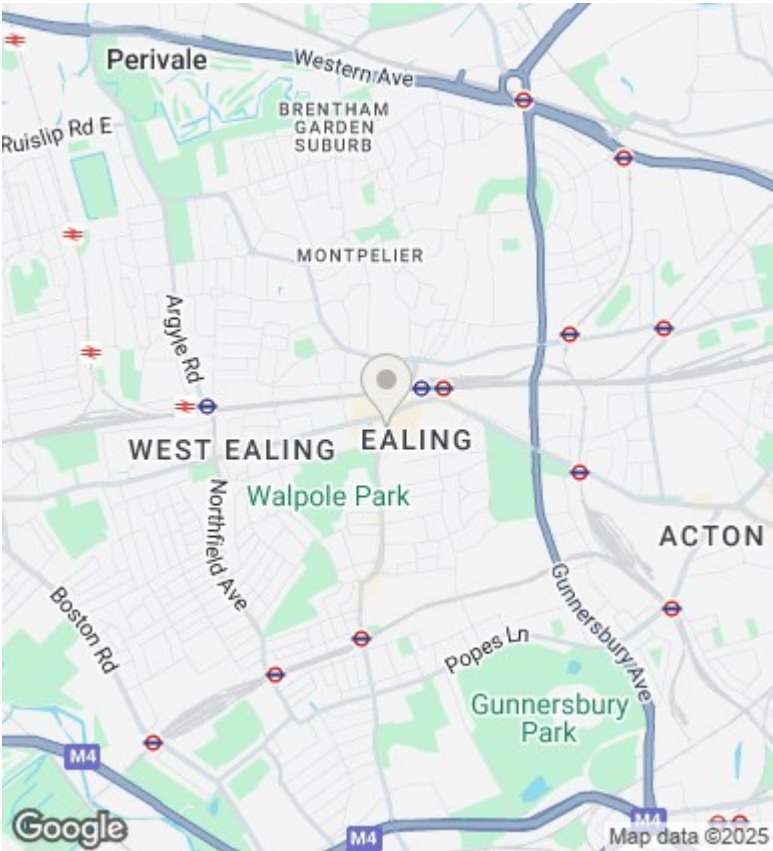 Perivale
Western Ave
BRENTHAM
GARDEN
SUBURB
Ruislip Rd E
MONTPELIER
Argyle Rd
WEST EALING
EALING
Walpole Park
Northfield Ave
ACTON
Boston Rd
Gunnersbury Ave
Popes Ln
Gunnersbury
Park
M4
M4
M4
Google
Map data ©2025